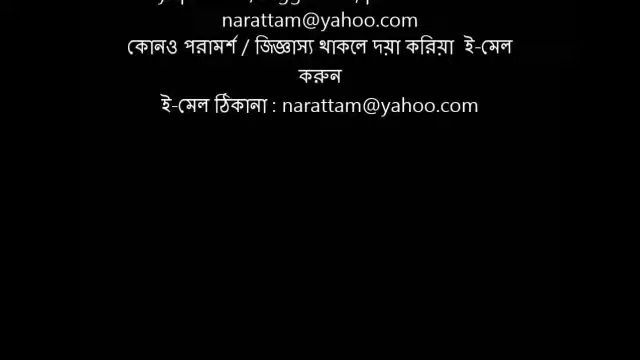 narattam@yahoo.com
কোনও পরামর্শ / জিজ্ঞাস্য থাকলে দয়া করিয়া ই-মেল
করুন
ই-মেল ঠিকানা : narattam@yahoo.com